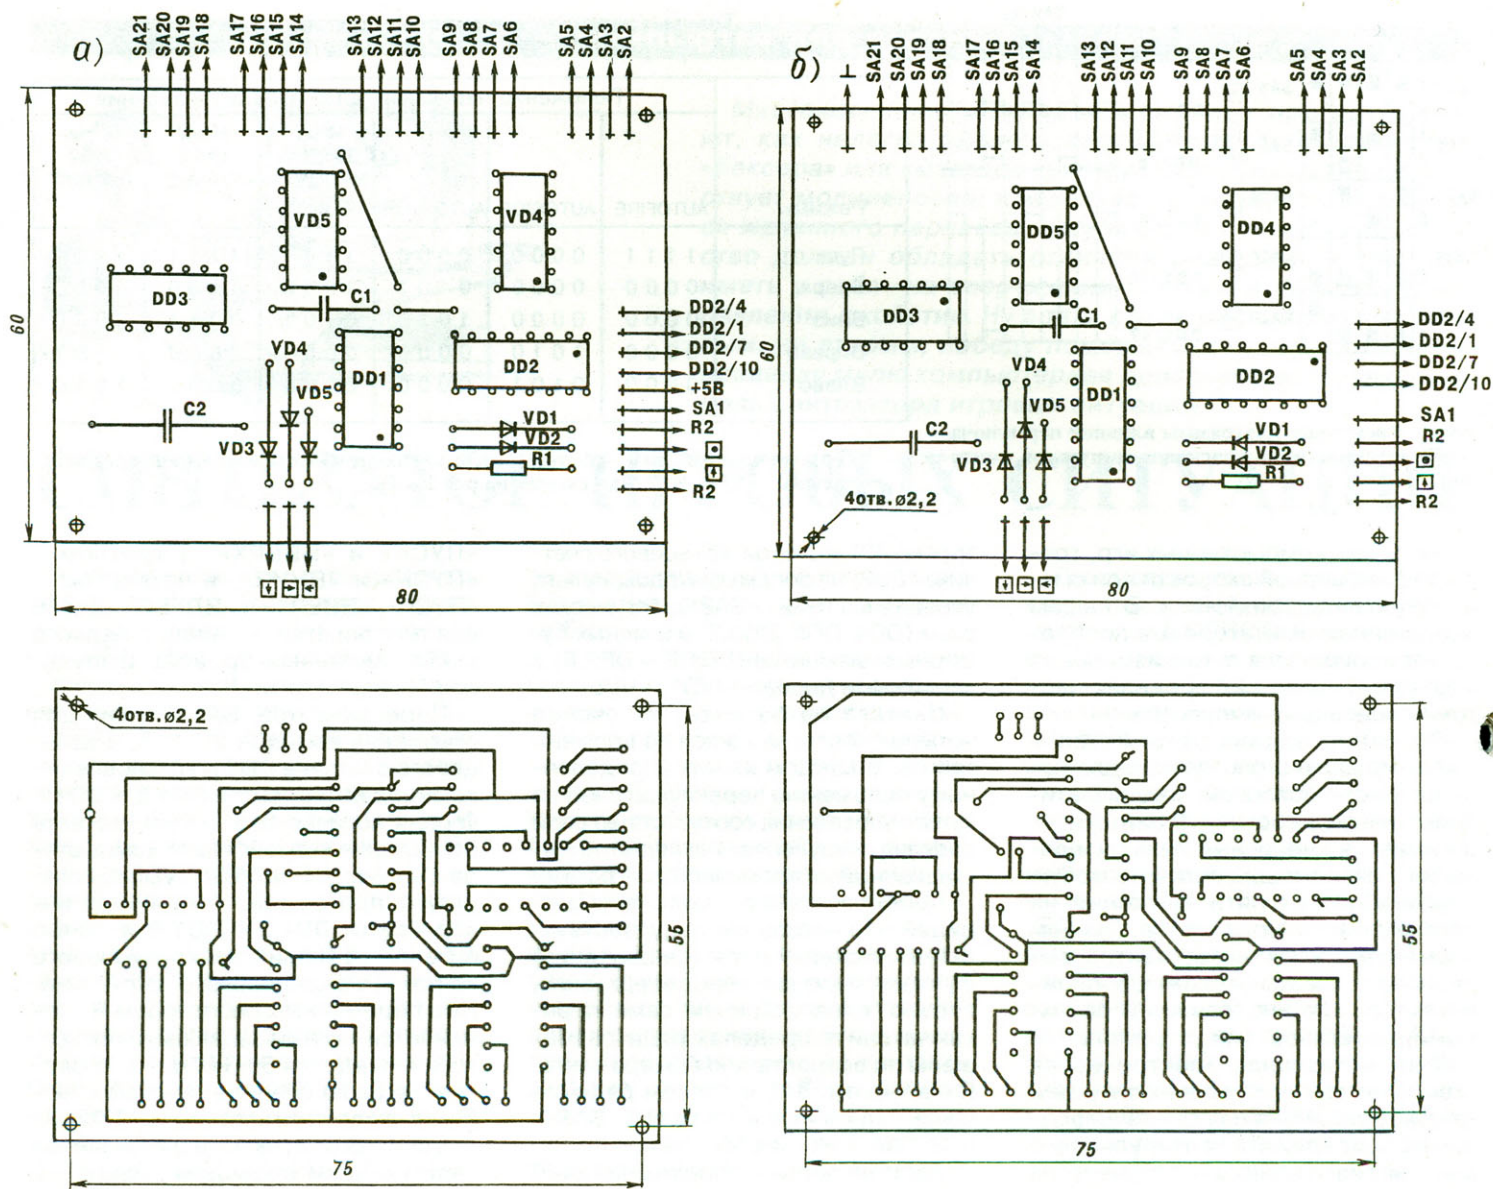 а)
SA21
SA20
SA19
SA18
SA17
SA16
SA15
SA14
SA13
SA12
SA11
SA10
SA9
SA8
SA7
SA6
SA5
SA4
SA3
SA2
60
VD5
VD4
DD3
C1
VD4
VD5
DD1
DD2
C2
VD3
VD1
VD2
R1
DD2/4
DD2/1
DD2/7
DD2/10
+5В
SA1
R2
R2
80
б)
SA21
SA20
SA19
SA18
SA17
SA16
SA15
SA14
SA13
SA12
SA11
SA10
SA9
SA8
SA7
SA6
SA5
SA4
SA3
SA2
60
DD5
DD4
DD3
C1
VD5
DD1
DD2
C2
VD3
VD1
VD2
R1
4отв.ø2,2
DD2/4
DD2/1
DD2/7
DD2/10
SA1
R2
R2
80
4отв.ø2,2
55
75
55
75